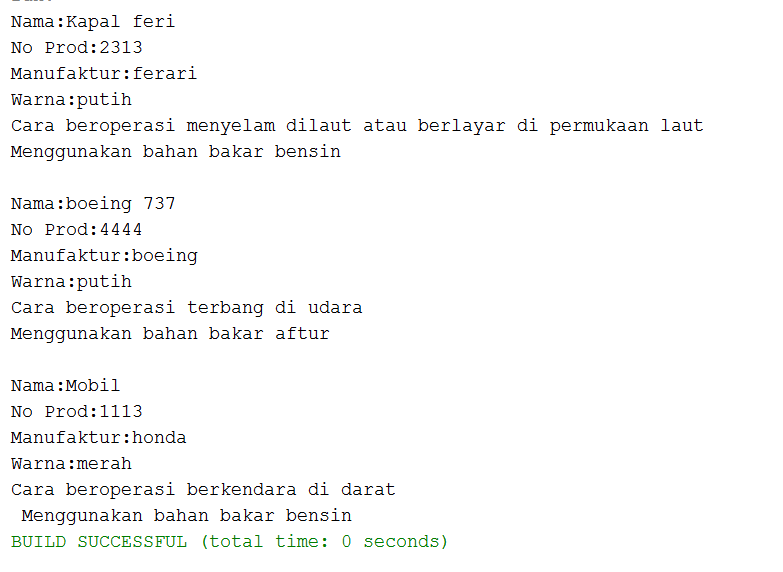 Nama:Kapal feri
No Prod:2313
Manufaktur:ferari
Warna:putih
Cara beroperasi menyelam dilaut atau berlayar di permukaan laut
Menggunakan bahan bakar bensin
Nama:boeing 737
No Prod:4444
Manufaktur:boeing
Warna:putih
Cara beroperasi terbang di udara
Menggunakan bahan bakar aftur
Nama:Mobil
No Prod:1113
Manufaktur:honda
Warna:merah
Cara beroperasi berkendara di darat
Menggunakan bahan bakar bensin
BUILD SUCCESSFUL (total time: 0 seconds)